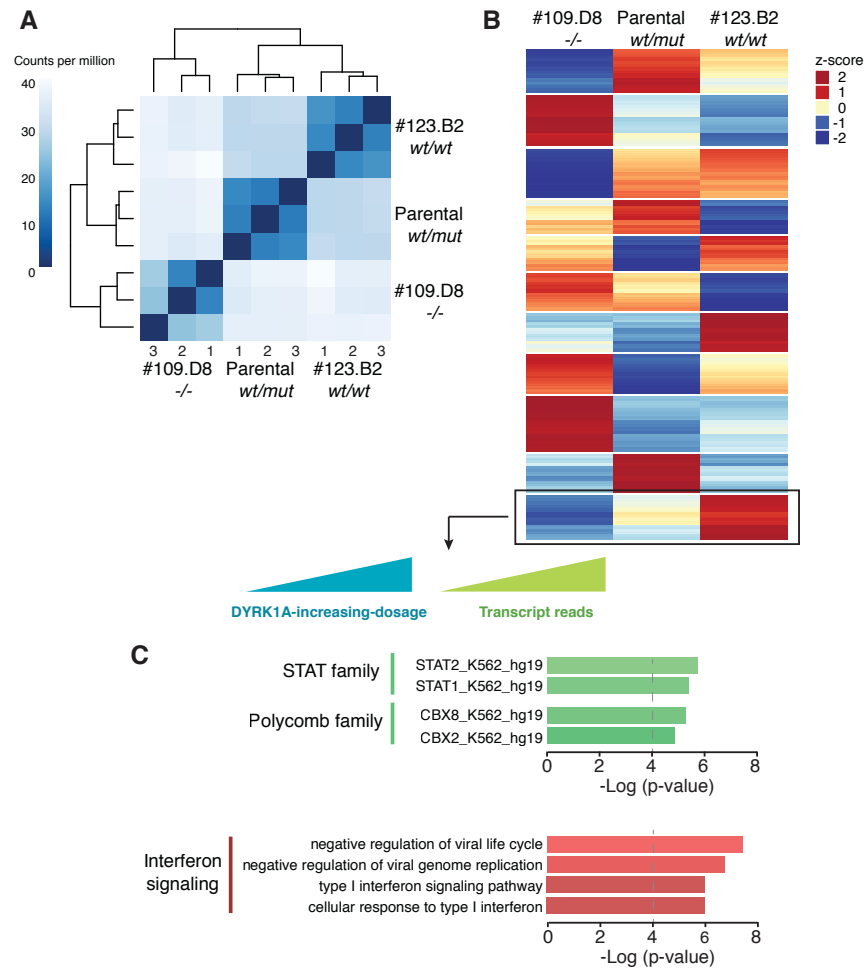 A
Counts per million
40
30
20
10
0
#123.B2
wt/wt
Parental
wt/mut
#109.D8
-/-
3 2 1 1 2 3 1 2 3
#109.D8 Parental #123.B2
-/- wt/mut wt/wt
B
#109.D8 Parental #123.B2
-/- wt/mut wt/wt
z-score
2
1
0
-1
-2
DYRK1A-increasing-dosage
Transcript reads
C
STAT family
STAT2_K562_hg19
STAT1_K562_hg19
Polycomb family
CBX8_K562_hg19
CBX2_K562_hg19
0 2 4 6 8
-Log (p-value)
Interferon
signaling
negative regulation of viral life cycle
negative regulation of viral genome replication
type I interferon signaling pathway
cellular response to type I interferon
0 2 4 6 8
-Log (p-value)